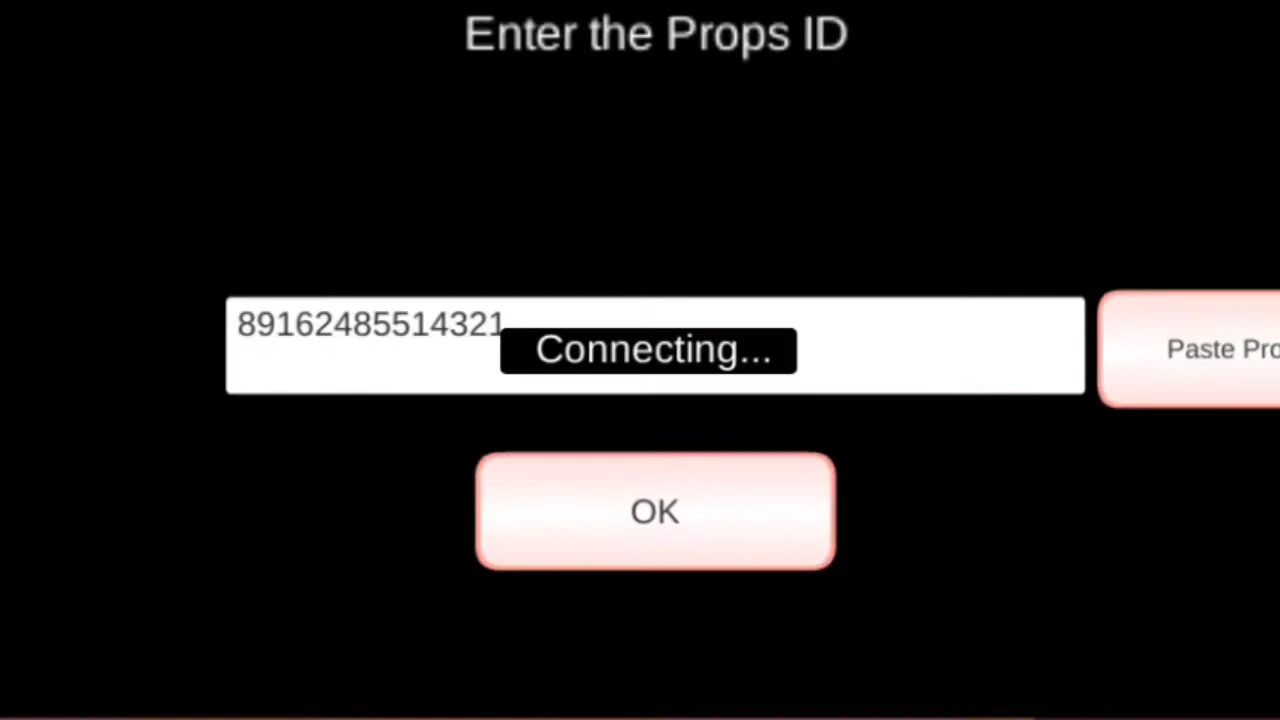 Enter the Props ID
89162485514321
Connecting...
Paste Pro
OK